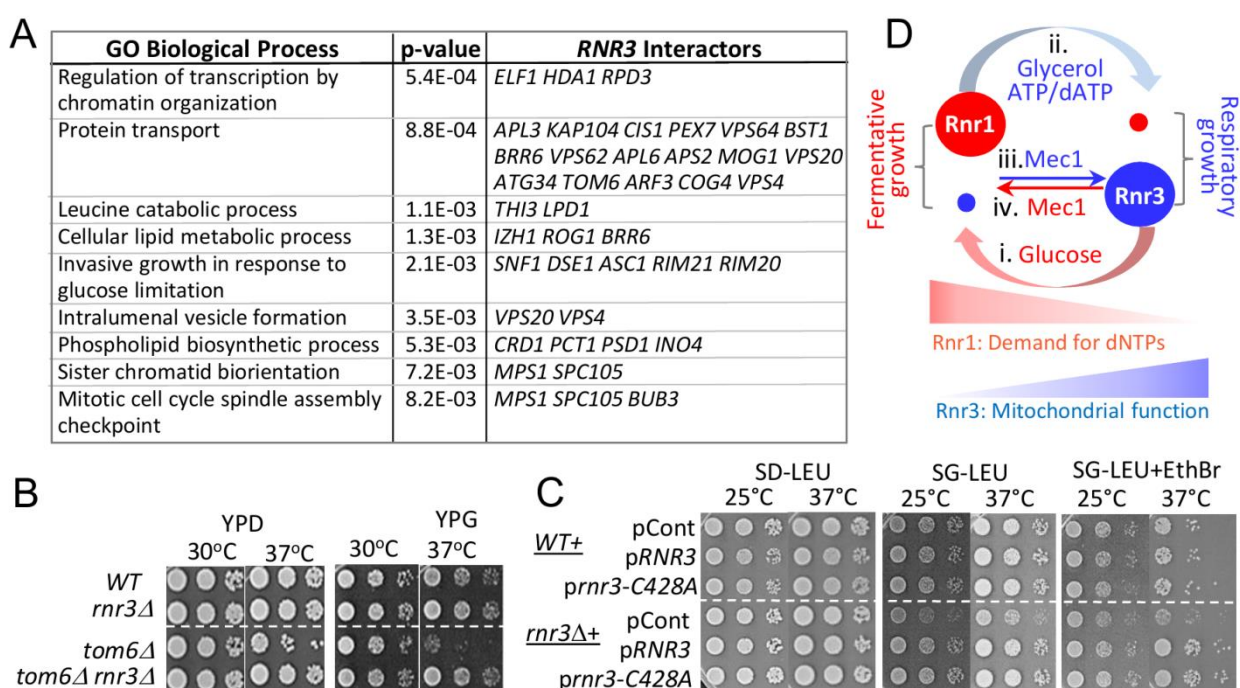 A
GO Biological Process p-value RNR3 Interactors
Regulation of transcription by 5.4E-04 ELF1 HDA1 RPD3
chromatin organization
Protein transport 8.8E-04 APL3 KAP104 CIS1 PEX7 VPS64 BST1
BRR6 VPS62 APL6 APS2 MOG1 VPS20
ATG34 TOM6 ARF3 COG4 VPS4
Leucine catabolic process 1.1E-03 THI3 LPD1
Cellular lipid metabolic process 1.3E-03 IZH1 ROG1 BRR6
Invasive growth in response to 2.1E-03 SNF1 DSE1 ASC1 RIM21 RIM20
glucose limitation
Intralumenal vesicle formation 3.5E-03 VPS20 VPS4
Phospholipid biosynthetic process 5.3E-03 CRD1 PCT1 PSD1 INO4
Sister chromatid biorientation 7.2E-03 MPS1 SPC105
Mitotic cell cycle spindle assembly 8.2E-03 MPS1 SPC105 BUB3
checkpoint
D
ii.
Glycerol
ATP/dATP
Rnr1
Fermentative
growth
iii.Mec1
Rnr3
iv. Mec1
Respiratory
growth
i. Glucose
Rnr1: Demand for dNTPs
Rnr3: Mitochondrial function
B
YPD YPG
30°C 37°C 30°C 37°C
WT
rnr3Δ
tom6Δ
tom6Δ rnr3Δ
C
SD-LEU SG-LEU SG-LEU+EthBr
25°C 37°C 25°C 37°C 25°C 37°C
WT+
pCont
pRNR3
prnr3-C428A
rnr3Δ+
pCont
pRNR3
prnr3-C428A